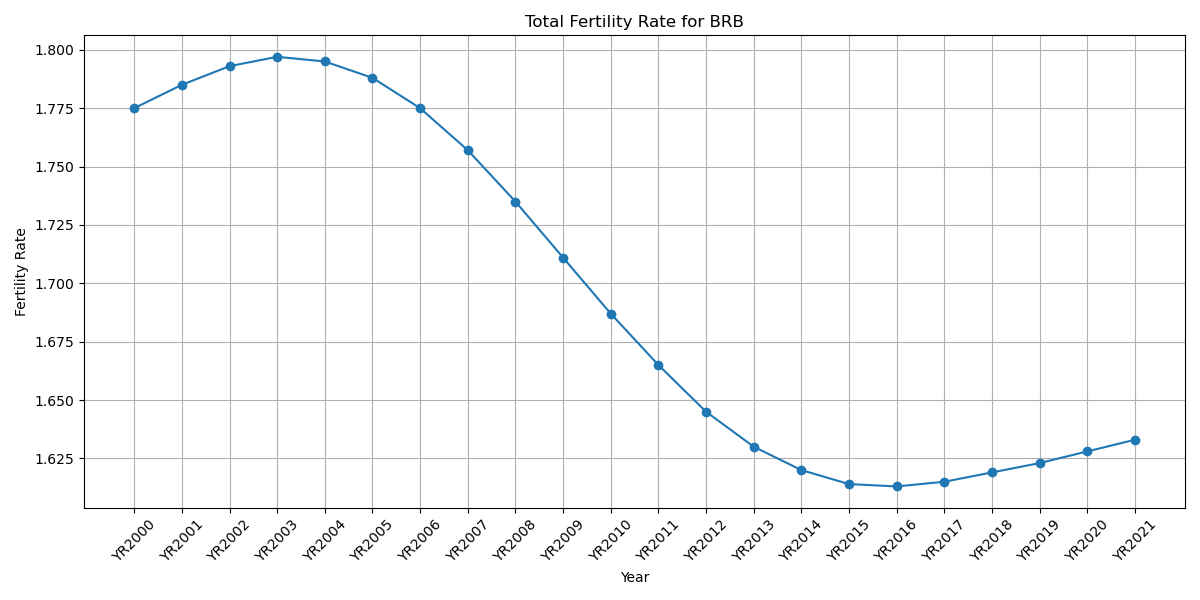 Total Fertility Rate for BRB
Fertility Rate
1.800
1.775
1.750
1.725
1.700
1.675
1.650
1.625
YR2000
YR2001
YR2002
YR2003
YR2004
YR2005
YR2006
YR2007
YR2008
YR2009
YR2010
YR2011
YR2012
YR2013
YR2014
YR2015
YR2016
YR2017
YR2018
YR2019
YR2020
YR2021
Year